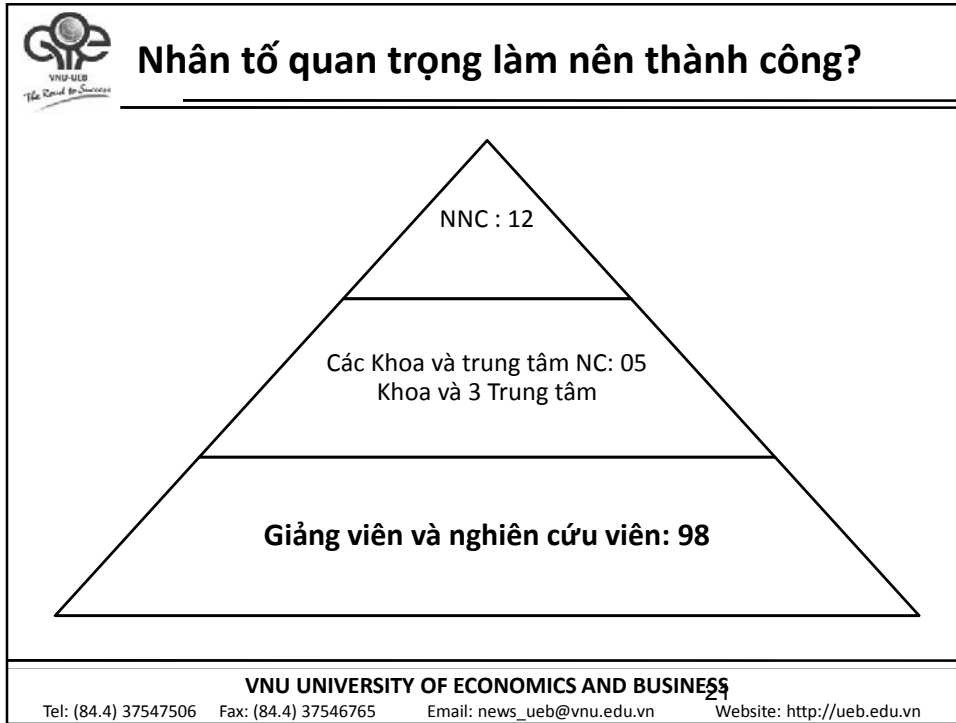 VNU-UEB
The Road to Success
Nhân tố quan trọng làm nên thành công?
NNC : 12
Các Khoa và trung tâm NC: 05
Khoa và 3 Trung tâm
Giảng viên và nghiên cứu viên: 98
VNU UNIVERSITY OF ECONOMICS AND BUSINESS
21
Tel: (84.4) 37547506 Fax: (84.4) 37546765 Email: news_ueb@vnu.edu.vn Website: http://ueb.edu.vn